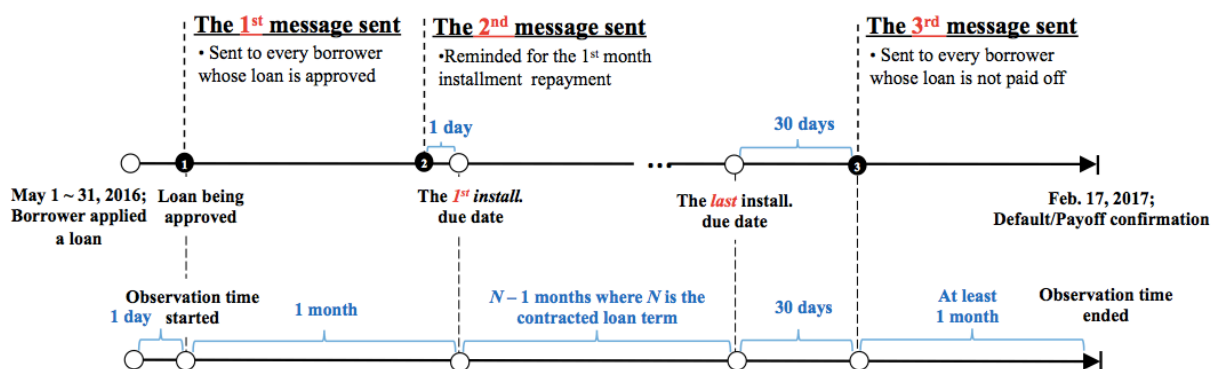 The 1st message sent
• Sent to every borrower
whose loan is approved
The 2nd message sent
•Reminded for the 1st month
installment repayment
The 3rd message sent
• Sent to every borrower
whose loan is not paid off
1 day
30 days
1
2
...
3
May 1 ~ 31, 2016;
Borrower applied
a loan
Loan being
approved
The 1st install.
due date
The last install.
due date
Feb. 17, 2017;
Default/Payoff confirmation
1 day
Observation time
started
1 month
N – 1 months where N is the
contracted loan term
30 days
At least
1 month
Observation time
ended